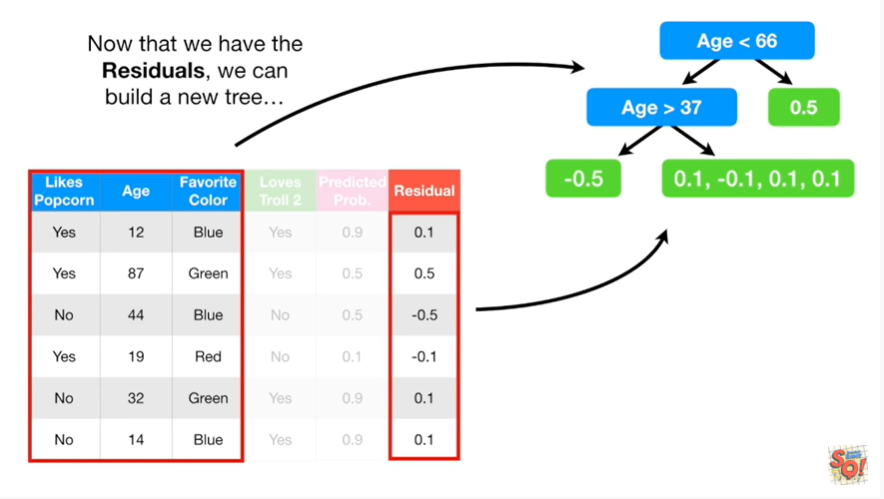 Now that we have the
Residuals, we can
build a new tree...
Age < 66
Age > 37
0.5
-0.5
0.1, -0.1, 0.1, 0.1
Likes Popcorn Age Favorite Color Loves Troll 2 Predicted Prob. Residual
Yes 12 Blue Yes 0.9 0.1
Yes 87 Green Yes 0.5 0.5
No 44 Blue No 0.5 -0.5
Yes 19 Red No 0.1 -0.1
No 32 Green Yes 0.9 0.1
No 14 Blue Yes 0.9 0.1
SQ!